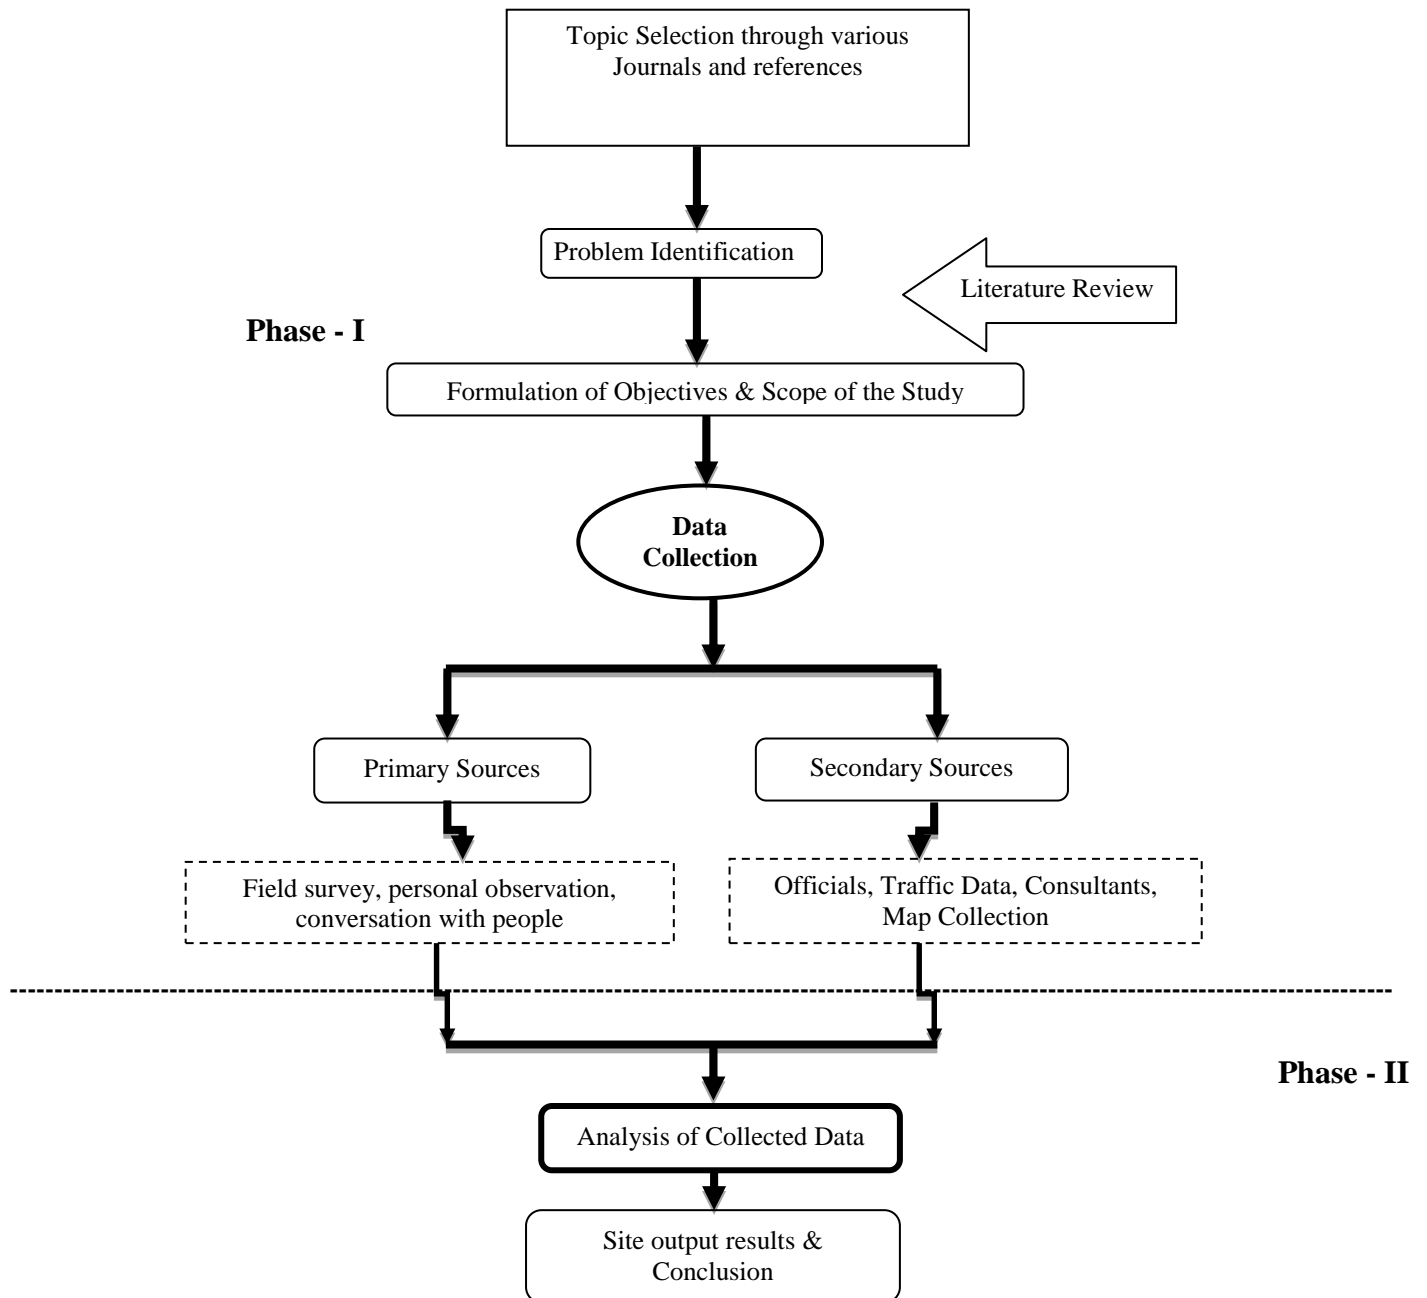 Topic Selection through various
Journals and references
Problem Identification
Literature Review
Phase - I
Formulation of Objectives & Scope of the Study
Data
Collection
Primary Sources
Secondary Sources
Field survey, personal observation,
conversation with people
Officials, Traffic Data, Consultants,
Map Collection
Phase - II
Analysis of Collected Data
Site output results &
Conclusion